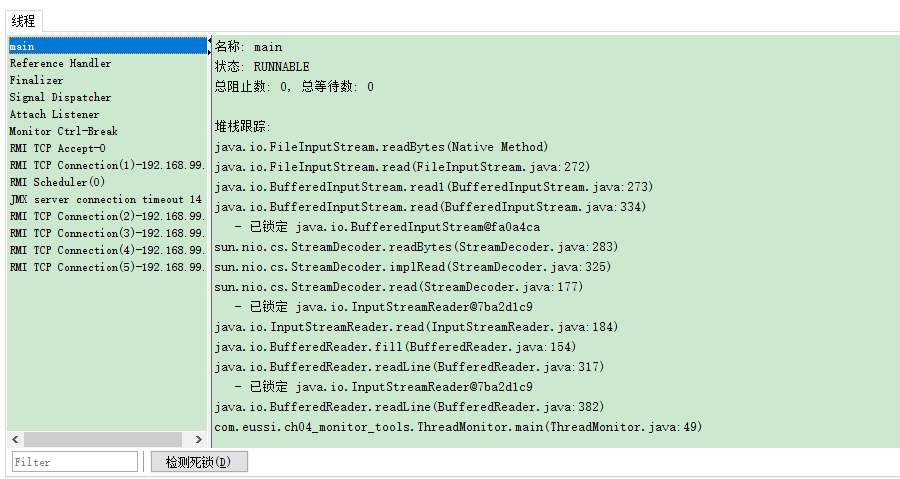 线程
main
Reference Handler
Finalizer
Signal Dispatcher
Attach Listener
Monitor Ctrl-Break
RMI TCP Accept-0
RMI TCP Connection(1)-192.168.99.
RMI Scheduler(0)
JMX server connection timeout 14
RMI TCP Connection(2)-192.168.99.
RMI TCP Connection(3)-192.168.99.
RMI TCP Connection(4)-192.168.99.
RMI TCP Connection(5)-192.168.99.
名称: main
状态: RUNNABLE
总阻止数: 0, 总等待数: 0
堆栈跟踪:
java.io.FileInputStream.readBytes(Native Method)
java.io.FileInputStream.read(FileInputStream.java:272)
java.io.BufferedInputStream.read1(BufferedInputStream.java:273)
java.io.BufferedInputStream.read(BufferedInputStream.java:334)
- 已锁定 java.io.BufferedInputStream@fa0a4ca
sun.nio.cs.StreamDecoder.readBytes(StreamDecoder.java:283)
sun.nio.cs.StreamDecoder.implRead(StreamDecoder.java:325)
sun.nio.cs.StreamDecoder.read(StreamDecoder.java:177)
- 已锁定 java.io.InputStreamReader@7ba2d1c9
java.io.InputStreamReader.read(InputStreamReader.java:184)
java.io.BufferedReader.fill(BufferedReader.java:154)
java.io.BufferedReader.readLine(BufferedReader.java:317)
- 已锁定 java.io.InputStreamReader@7ba2d1c9
java.io.BufferedReader.readLine(BufferedReader.java:382)
com.eussi.ch04_monitor_tools.ThreadMonitor.main(ThreadMonitor.java:49)
Filter
检测死锁(D)